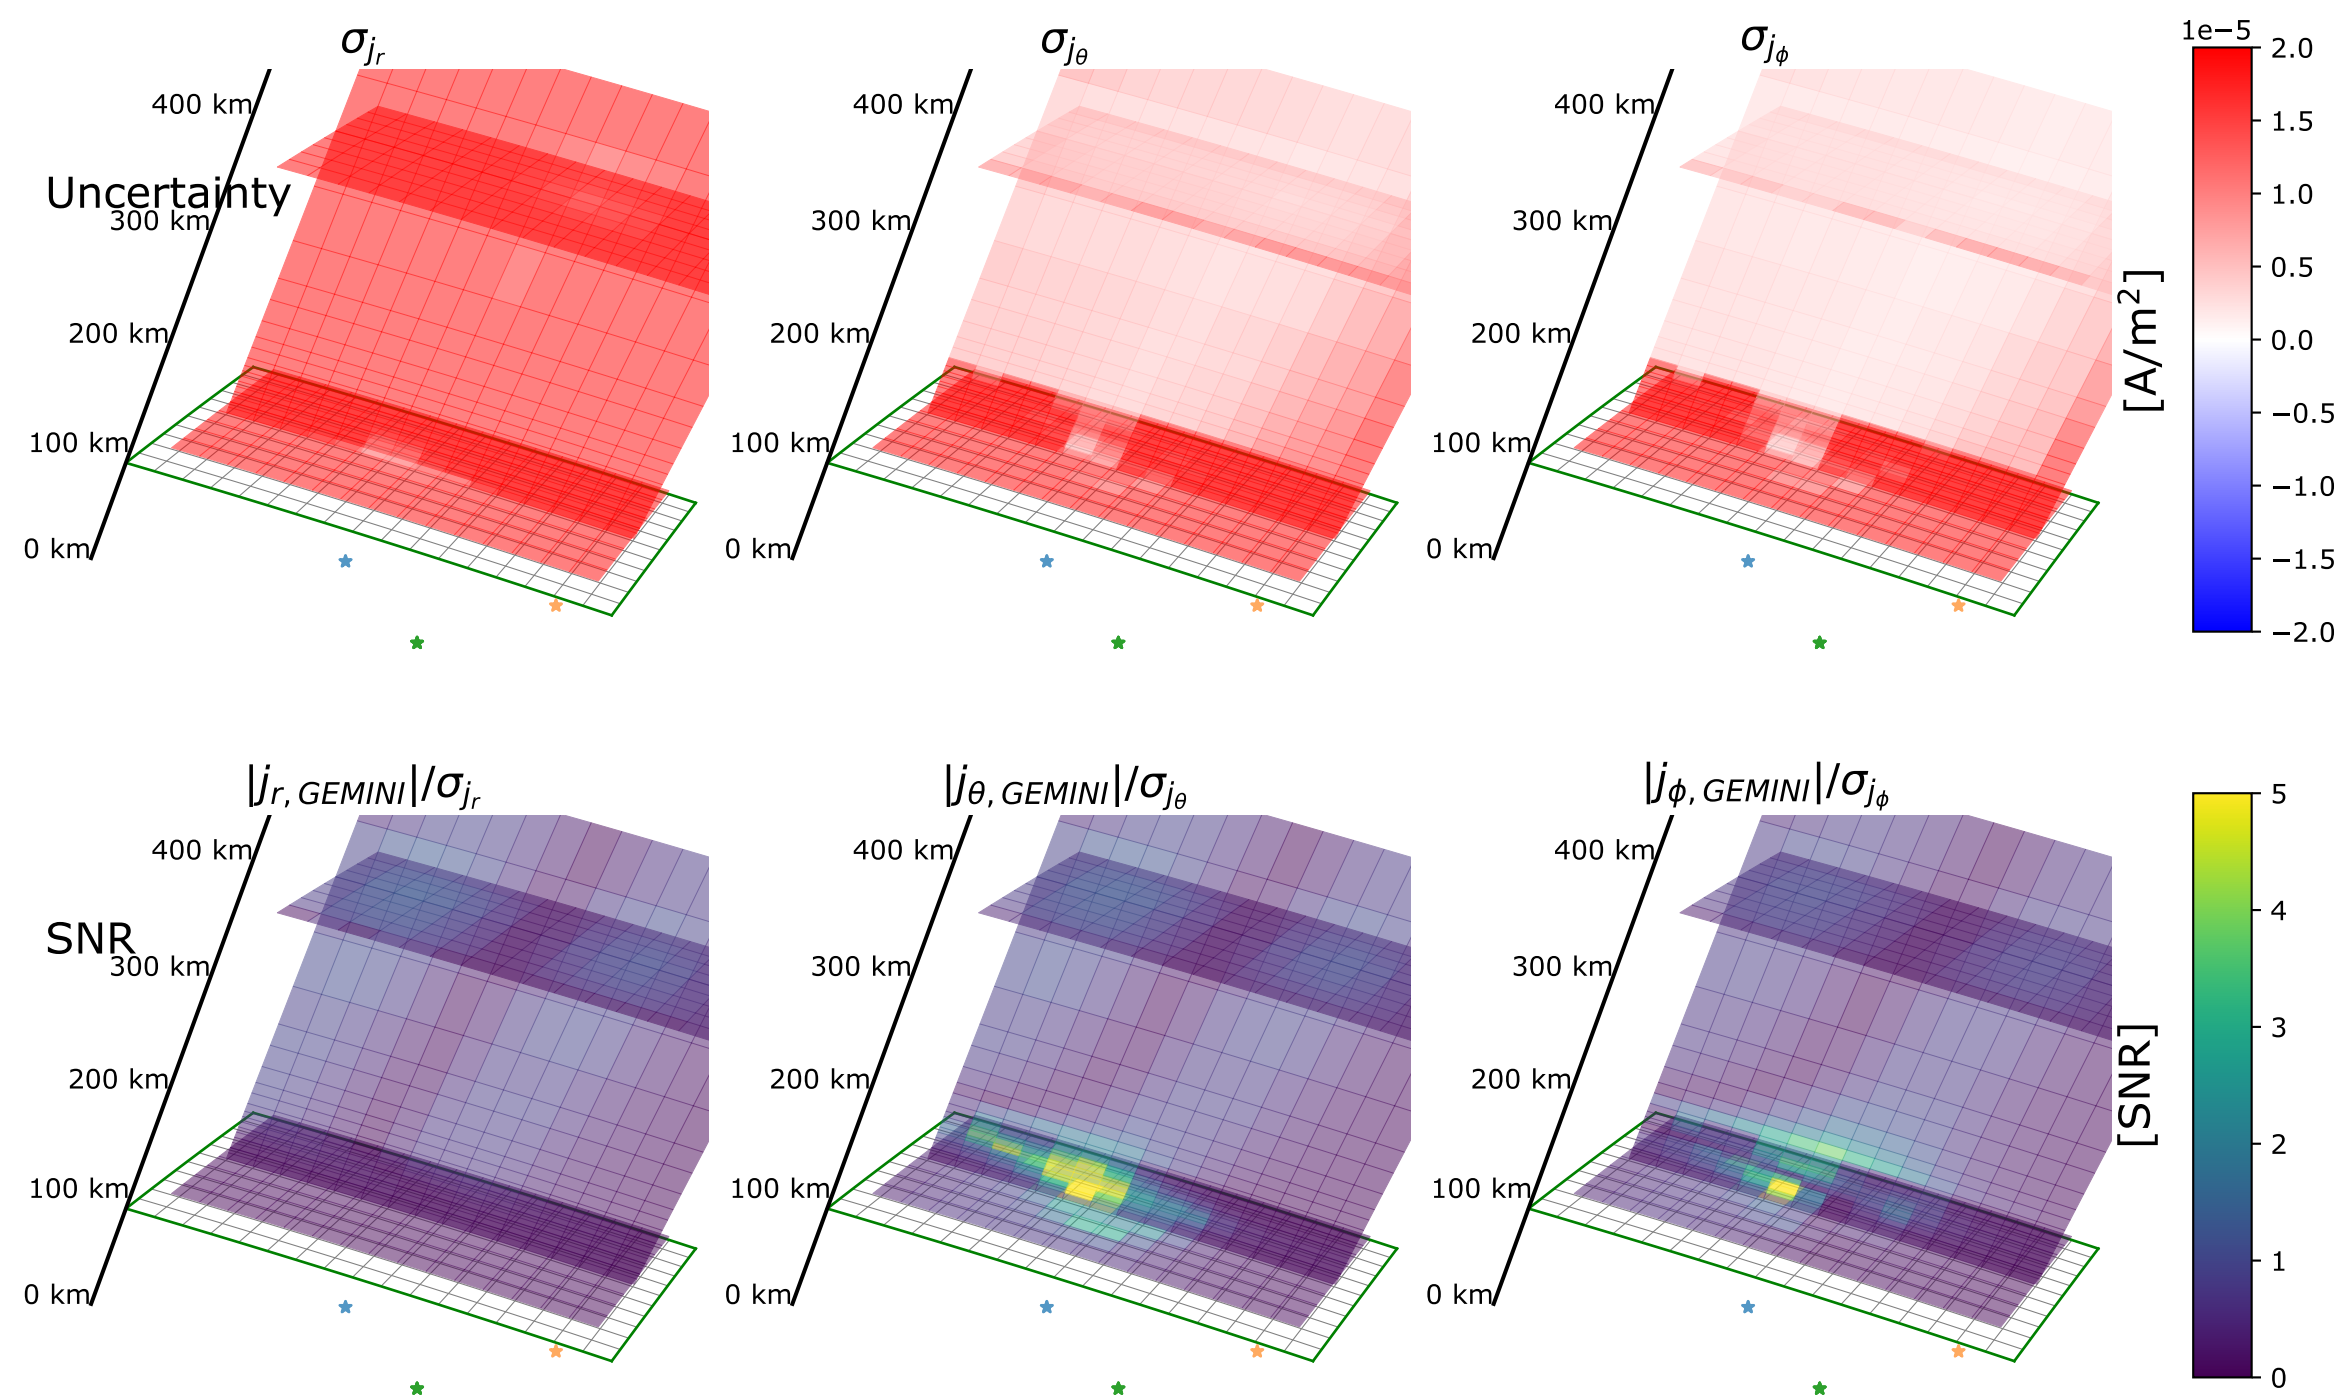 σ_{j_r}
σ_{j_θ}
σ_{j_ϕ}
Uncertainty
400 km
300 km
200 km
100 km
0 km
400 km
300 km
200 km
100 km
0 km
400 km
300 km
200 km
100 km
0 km
1e−5
2.0
1.5
1.0
0.5
0.0
−0.5
−1.0
−1.5
−2.0
[A/m²]
|j_{r, GEMINI}|/σ_{j_r}
|j_{θ, GEMINI}|/σ_{j_θ}
|j_{ϕ, GEMINI}|/σ_{j_ϕ}
SNR
400 km
300 km
200 km
100 km
0 km
400 km
300 km
200 km
100 km
0 km
400 km
300 km
200 km
100 km
0 km
5
4
3
2
1
0
[SNR]